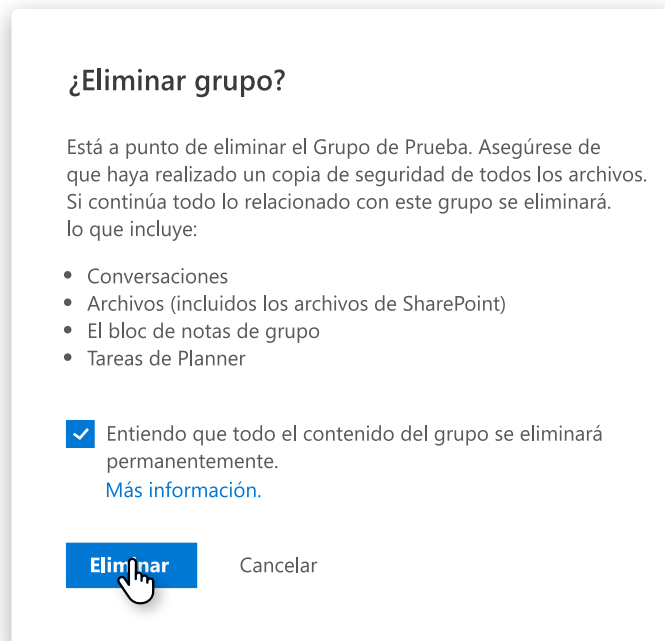 ¿Eliminar grupo?
Está a punto de eliminar el Grupo de Prueba. Asegúrese de
que haya realizado un copia de seguridad de todos los archivos.
Si continúa todo lo relacionado con este grupo se eliminará.
lo que incluye:
• Conversaciones
• Archivos (incluidos los archivos de SharePoint)
• El bloc de notas de grupo
• Tareas de Planner
Entiendo que todo el contenido del grupo se eliminará
permanentemente.
Más información.
Eliminar Cancelar